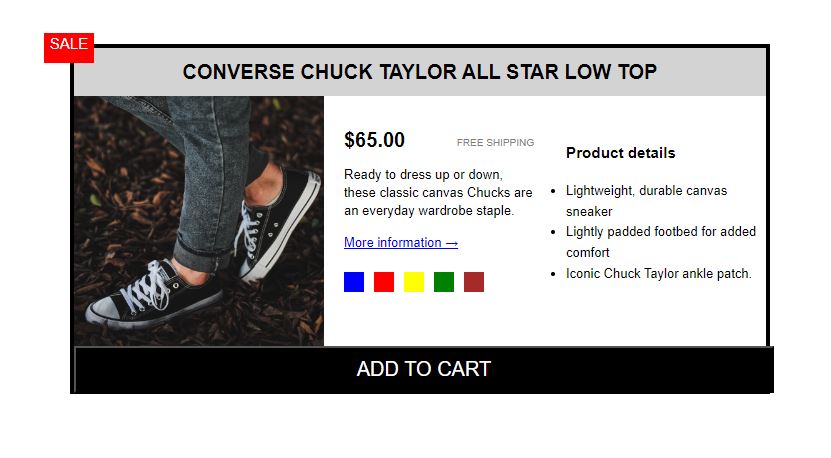 SALE
CONVERSE CHUCK TAYLOR ALL STAR LOW TOP
$65.00
FREE SHIPPING
Ready to dress up or down,
these classic canvas Chucks are
an everyday wardrobe staple.
More information →
Product details
• Lightweight, durable canvas
sneaker
• Lightly padded footbed for added
comfort
• Iconic Chuck Taylor ankle patch.
ADD TO CART